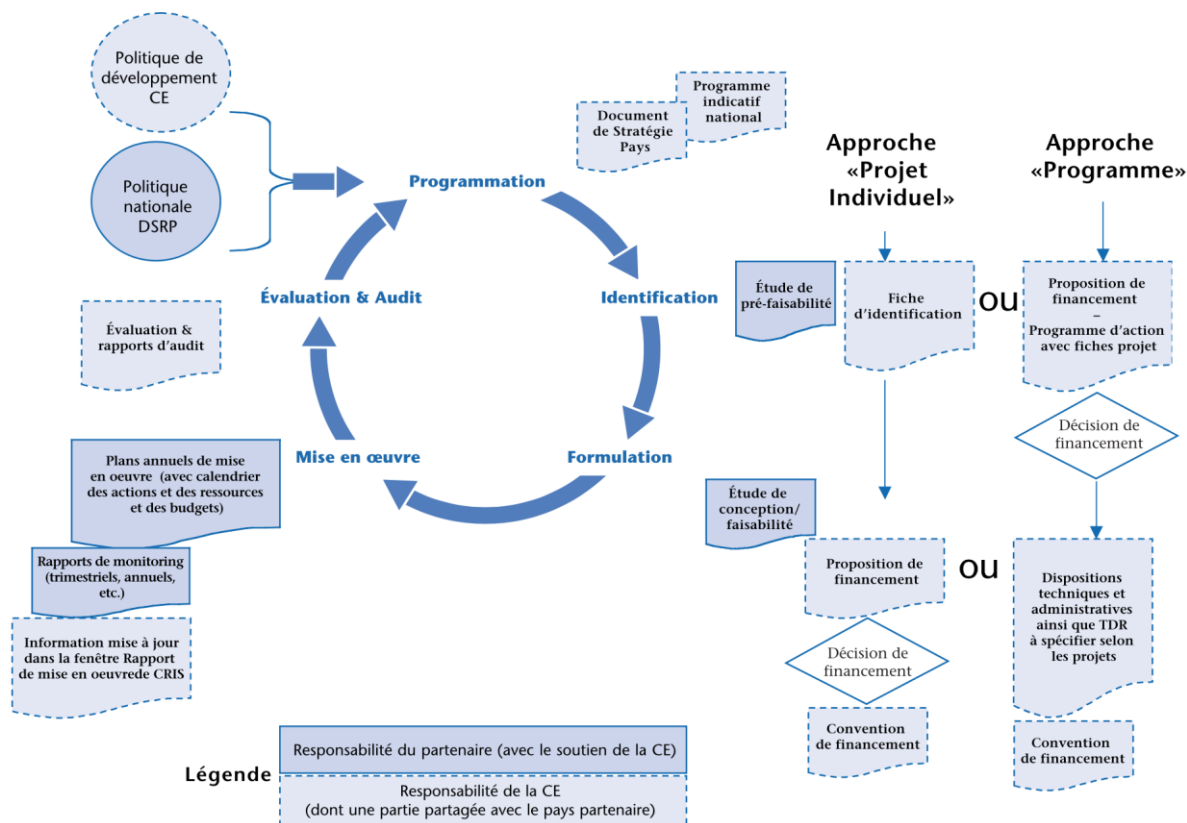 Politique de
développement
CE
Politique
nationale
DSRP
Programme
indicatif
national
Document
de Stratégie
Pays
Approche
«Projet
Individuel»
Approche
«Programme»
Programmation
Identification
Formulation
Mise en œuvre
Évaluation & Audit
Étude de
pré-faisabilité
Fiche
d'identification
ou
Proposition de
financement
–
Programme d'action
avec fiches projet
Décision de
financement
Évaluation &
rapports d'audit
Plans annuels de mise
en oeuvre (avec calendrier
des actions et des ressources
et des budgets)
Rapports de monitoring
(trimestriels, annuels,
etc.)
Information mise à jour
dans la fenêtre Rapport
de mise en oeuvrede CRIS
Étude de
conception/
faisabilité
Proposition de
financement
ou
Dispositions
techniques et
administratives
ainsi que TDR
à spécifier selon
les projets
Décision de
financement
Convention
de financement
Convention
de financement
Légende
Responsabilité du partenaire (avec le soutien de la CE)
Responsabilité de la CE
(dont une partie partagée avec le pays partenaire)